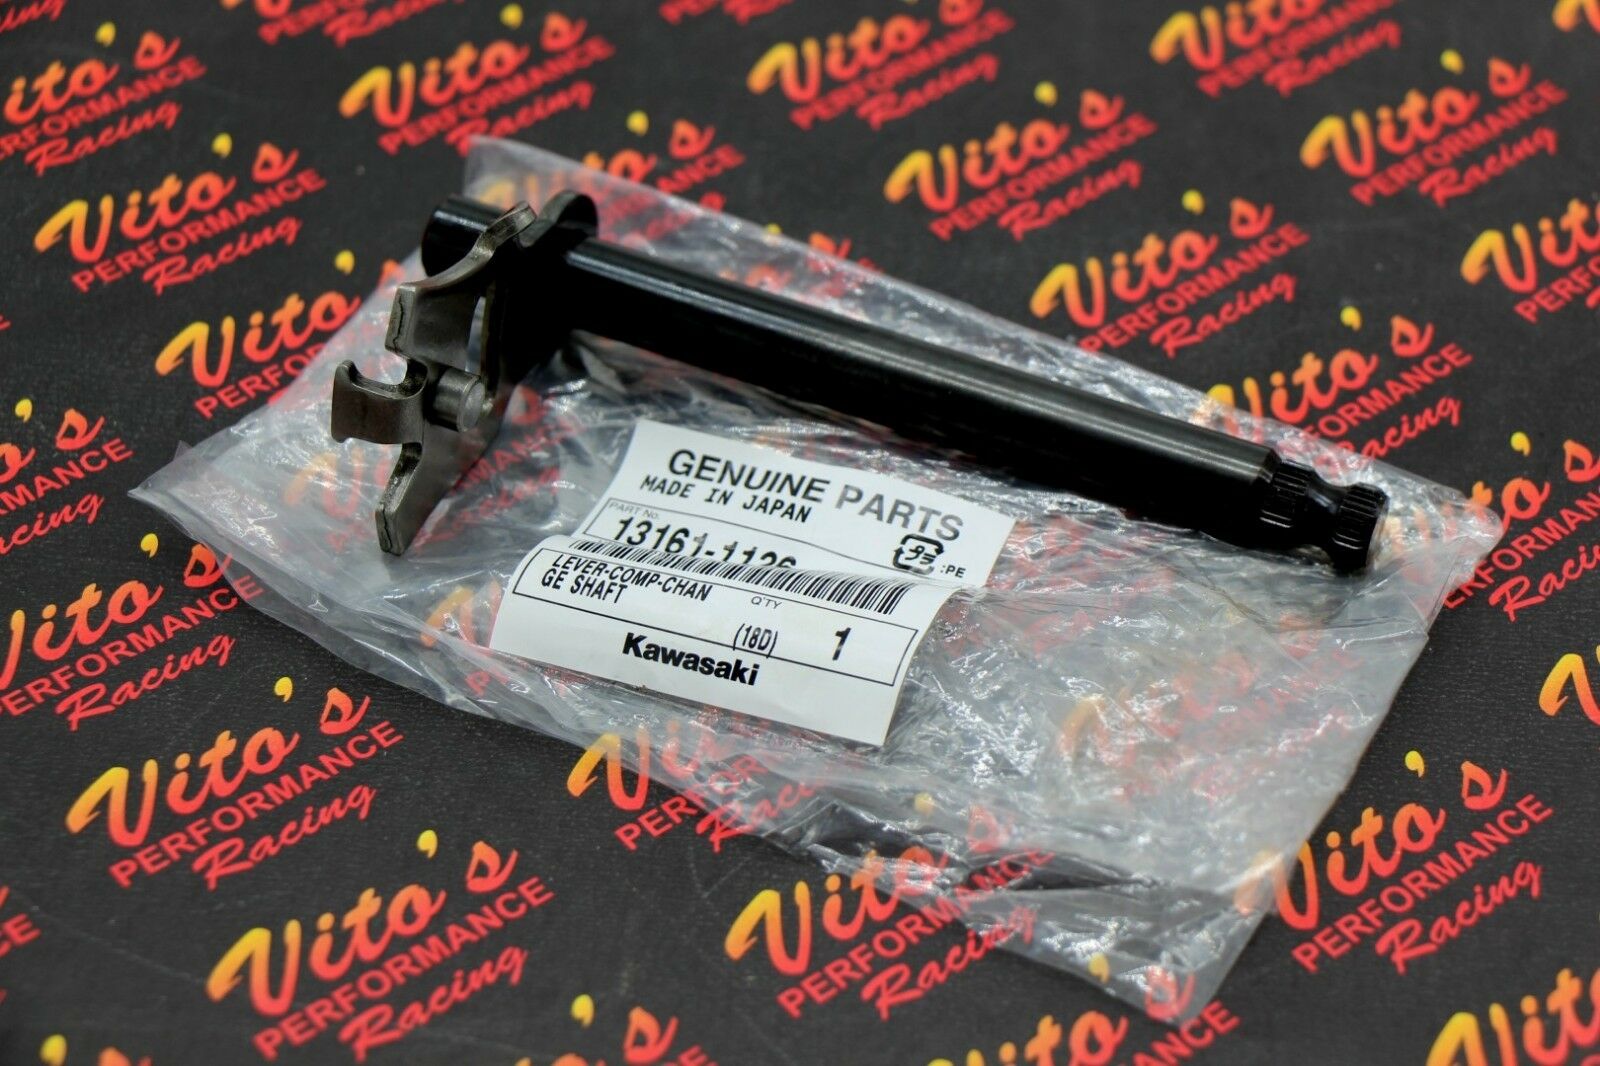 GENUINE PARTS
MADE IN JAPAN
PART No.
13161-1126
:PE
LEVER-COMP-CHAN
GE SHAFT
Q'TY
(18D) 1
Kawasaki
Vito's
PERFORMANCE
Racing